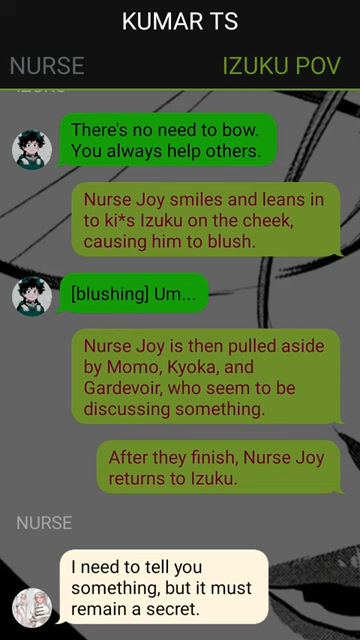 KUMAR TS
NURSE
IZUKU POV
IZUKU
There's no need to bow.
You always help others.
Nurse Joy smiles and leans in
to ki*s Izuku on the cheek,
causing him to blush.
[blushing] Um...
Nurse Joy is then pulled aside
by Momo, Kyoka, and
Gardevoir, who seem to be
discussing something.
After they finish, Nurse Joy
returns to Izuku.
NURSE
I need to tell you
something, but it must
remain a secret.